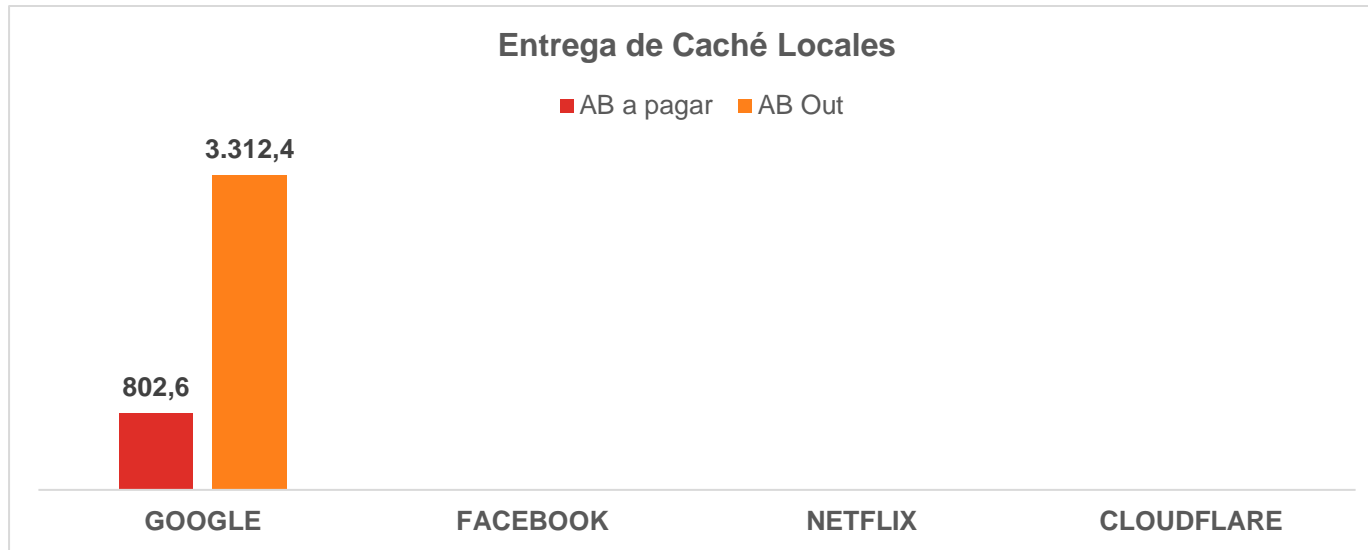 Entrega de Caché Locales
AB a pagar AB Out
3.312,4
802,6
GOOGLE FACEBOOK NETFLIX CLOUDFLARE